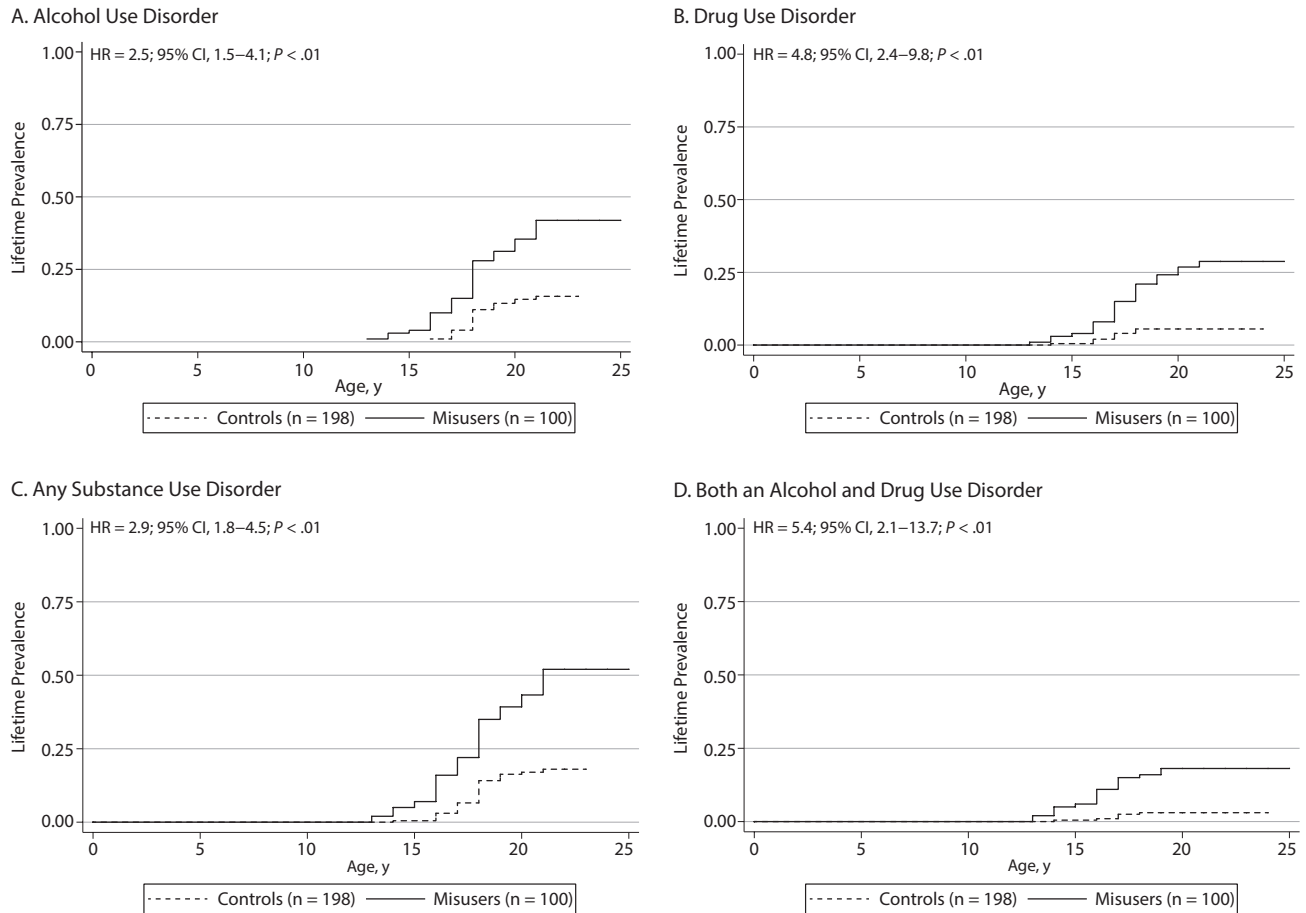 A. Alcohol Use Disorder
HR = 2.5; 95% CI, 1.5–4.1; P < .01
Lifetime Prevalence
1.00
0.75
0.50
0.25
0.00
0 5 10 15 20 25
Age, y
Controls (n = 198) Misusers (n = 100)
B. Drug Use Disorder
HR = 4.8; 95% CI, 2.4–9.8; P < .01
Lifetime Prevalence
1.00
0.75
0.50
0.25
0.00
0 5 10 15 20 25
Age, y
Controls (n = 198) Misusers (n = 100)
C. Any Substance Use Disorder
HR = 2.9; 95% CI, 1.8–4.5; P < .01
Lifetime Prevalence
1.00
0.75
0.50
0.25
0.00
0 5 10 15 20 25
Age, y
Controls (n = 198) Misusers (n = 100)
D. Both an Alcohol and Drug Use Disorder
HR = 5.4; 95% CI, 2.1–13.7; P < .01
Lifetime Prevalence
1.00
0.75
0.50
0.25
0.00
0 5 10 15 20 25
Age, y
Controls (n = 198) Misusers (n = 100)